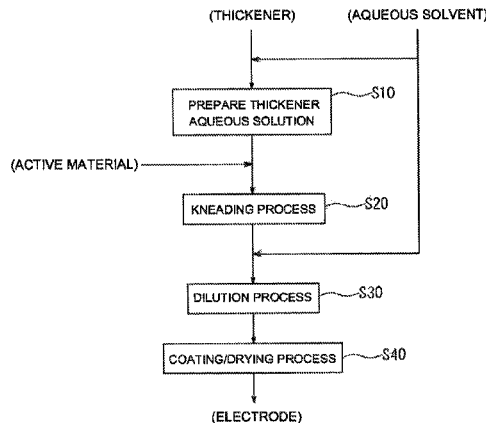 (THICKENER)
(AQUEOUS SOLVENT)
S10
PREPARE THICKENER
AQUEOUS SOLUTION
(ACTIVE MATERIAL)
S20
KNEADING PROCESS
S30
DILUTION PROCESS
S40
COATING/DRYING PROCESS
(ELECTRODE)